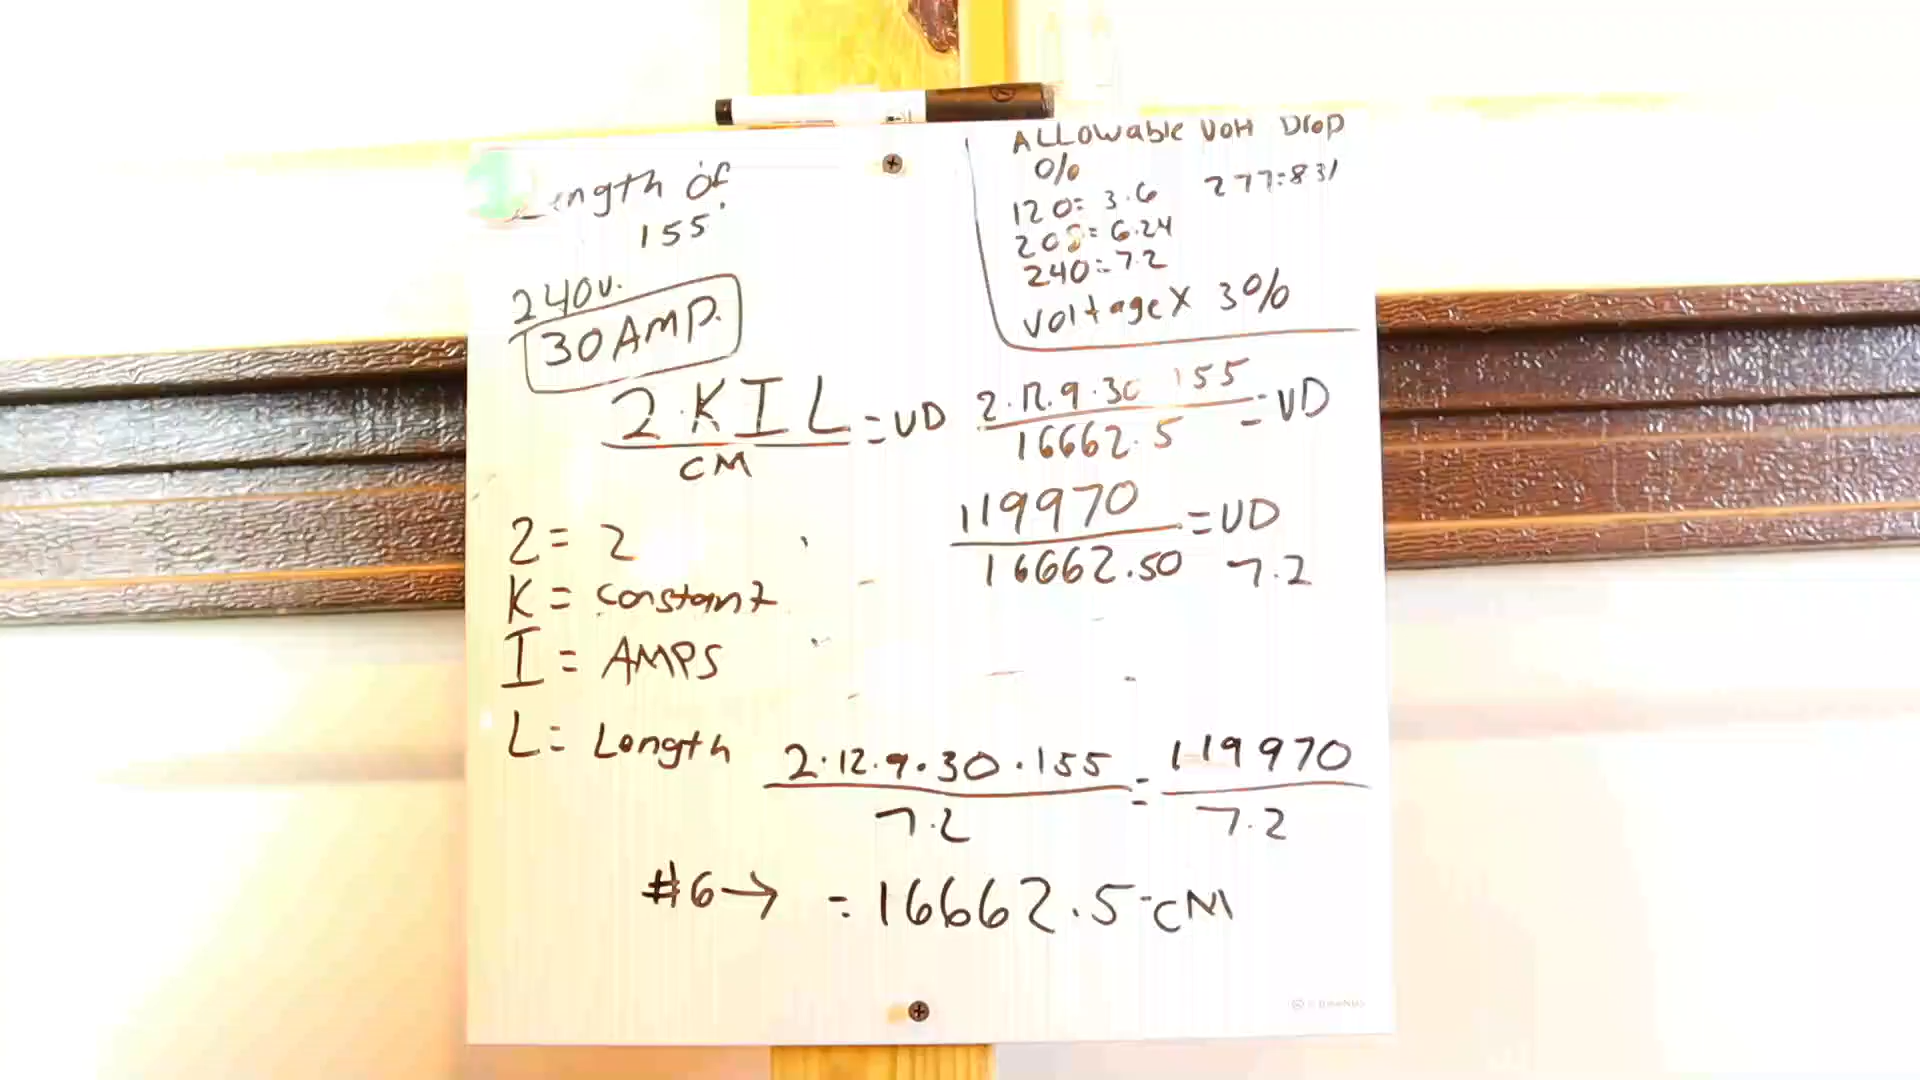 Length of
155'
240v.
30 AMP.
ALLowable volt Drop
%
120= 3.6 277=831
208= 6.24
240=7.2
voltage X 3%
2·KIL = VD
CM
2·12.9·30 155 = VD
16662.5
119970 = VD
16662.50 7.2
2= 2
K= constant
I = AMPS
L= Length
2·12.9·30·155 = 119970
7.2 7.2
#6→ = 16662.5-CM